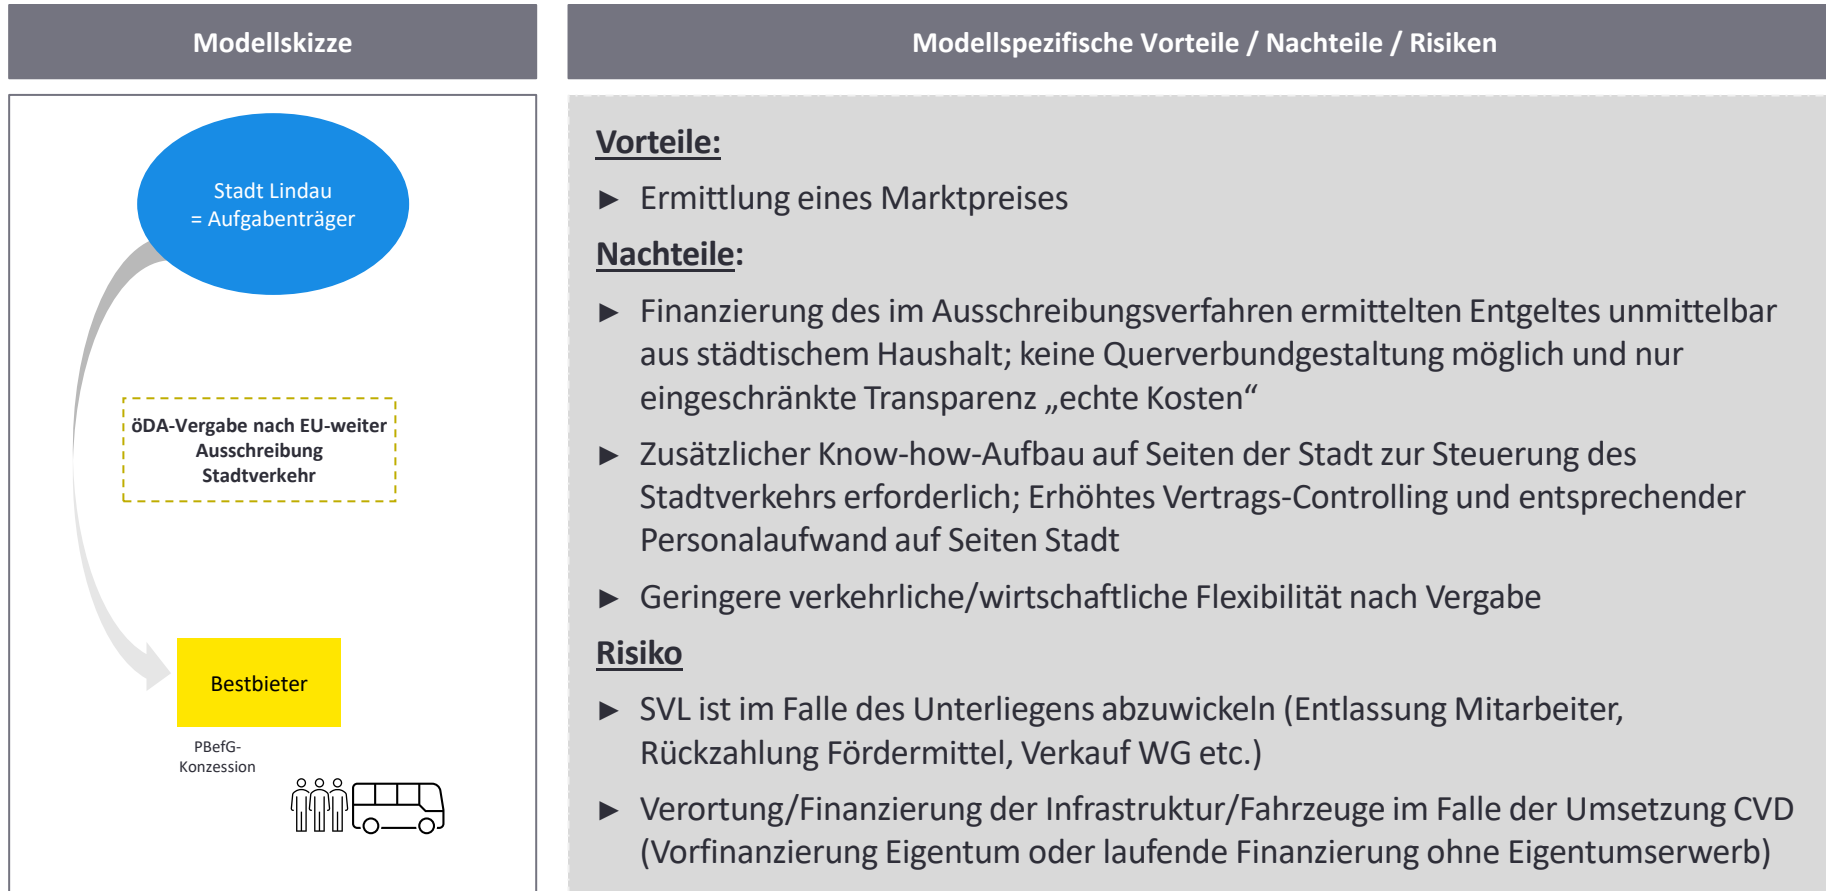 Modellskizze
Modellspezifische Vorteile / Nachteile / Risiken
Stadt Lindau
= Aufgabenträger
öDA-Vergabe nach EU-weiter
Ausschreibung
Stadtverkehr
Bestbieter
PBefG-
Konzession
Vorteile:
► Ermittlung eines Marktpreises
Nachteile:
► Finanzierung des im Ausschreibungsverfahren ermittelten Entgeltes unmittelbar
aus städtischem Haushalt; keine Querverbundgestaltung möglich und nur
eingeschränkte Transparenz „echte Kosten“
► Zusätzlicher Know-how-Aufbau auf Seiten der Stadt zur Steuerung des
Stadtverkehrs erforderlich; Erhöhtes Vertrags-Controlling und entsprechender
Personalaufwand auf Seiten Stadt
► Geringere verkehrliche/wirtschaftliche Flexibilität nach Vergabe
Risiko
► SVL ist im Falle des Unterliegens abzuwickeln (Entlassung Mitarbeiter,
Rückzahlung Fördermittel, Verkauf WG etc.)
► Verortung/Finanzierung der Infrastruktur/Fahrzeuge im Falle der Umsetzung CVD
(Vorfinanzierung Eigentum oder laufende Finanzierung ohne Eigentumserwerb)